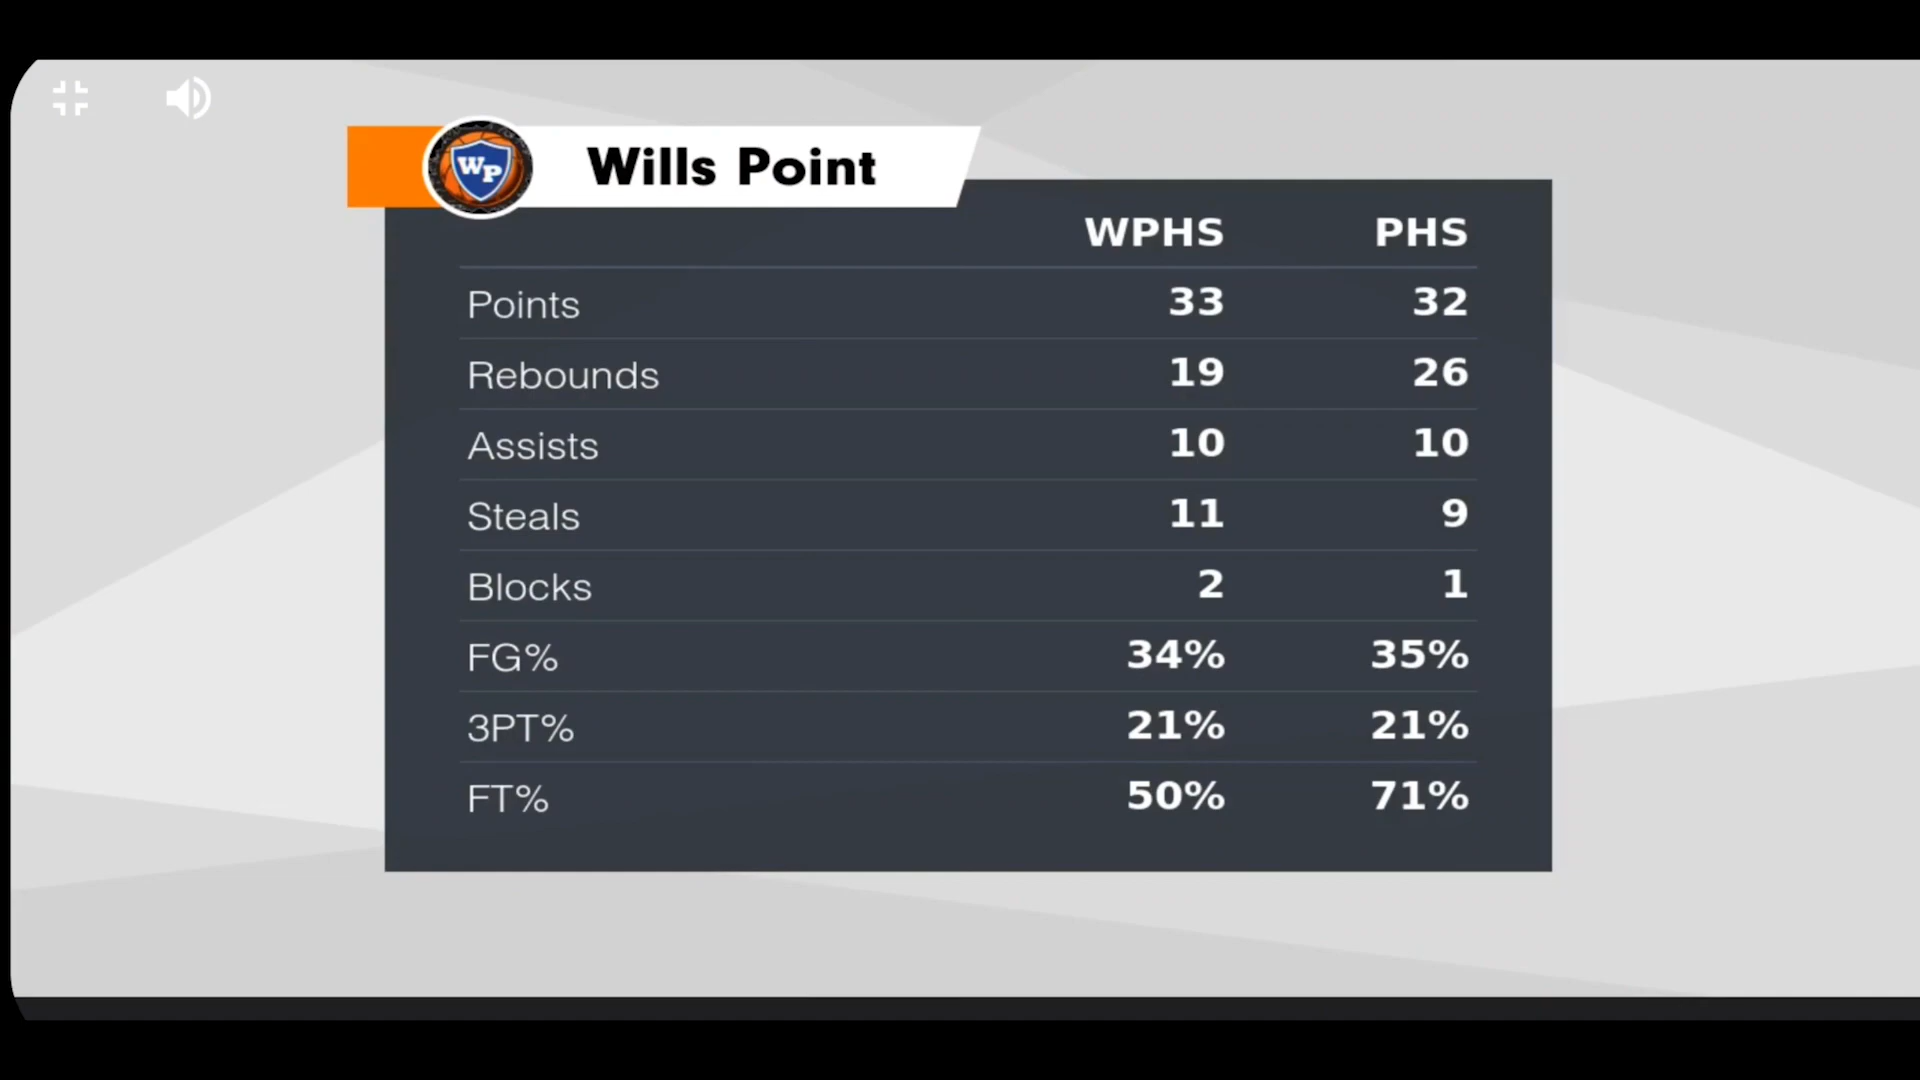 WP
Wills Point
WPHS PHS
Points 33 32
Rebounds 19 26
Assists 10 10
Steals 11 9
Blocks 2 1
FG% 34% 35%
3PT% 21% 21%
FT% 50% 71%